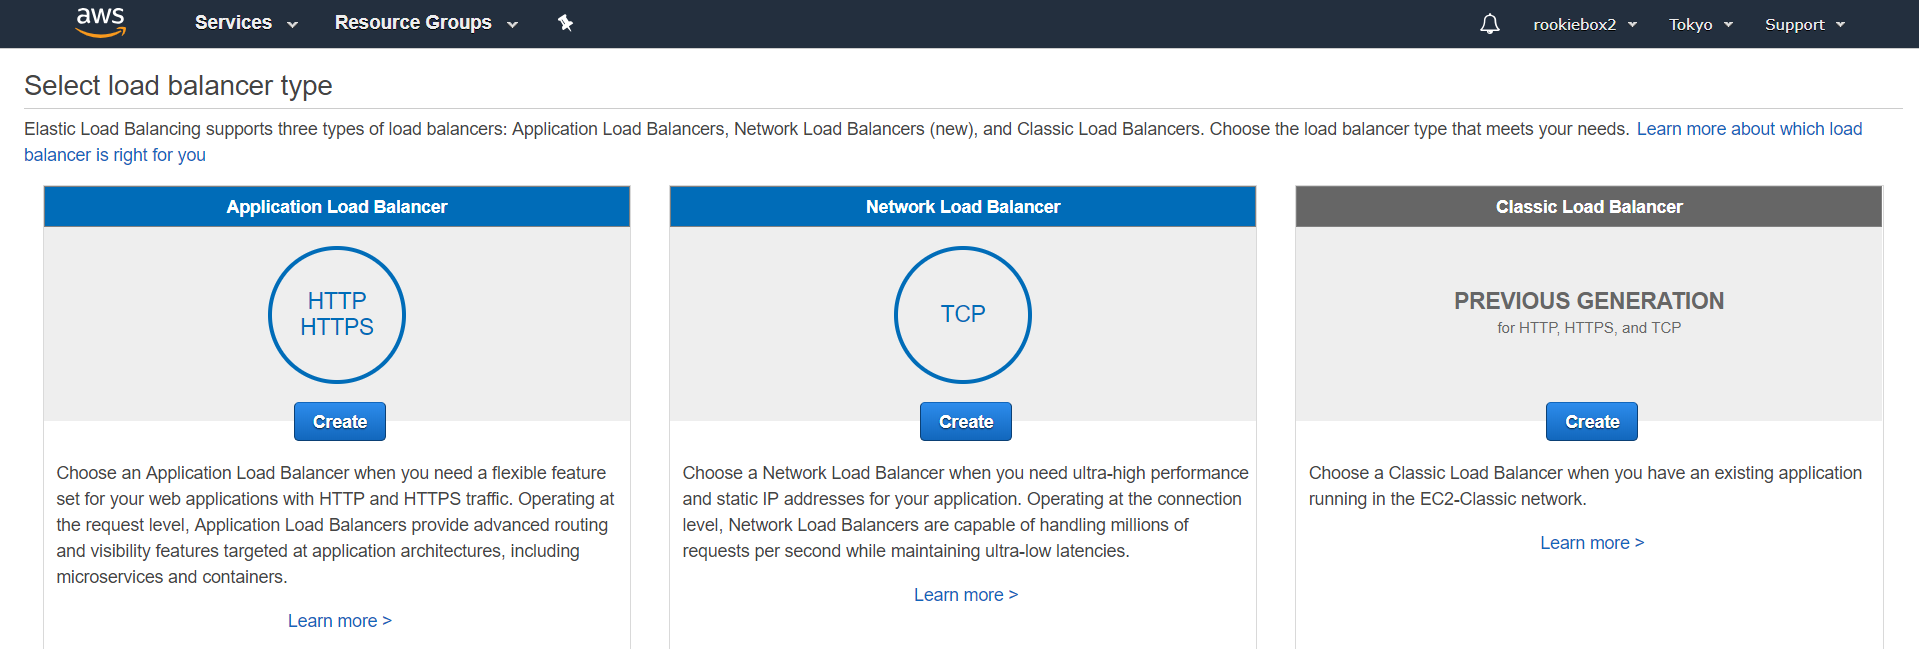 aws Services Resource Groups rookiebox2 Tokyo Support
Select load balancer type
Elastic Load Balancing supports three types of load balancers: Application Load Balancers, Network Load Balancers (new), and Classic Load Balancers. Choose the load balancer type that meets your needs. Learn more about which load
balancer is right for you
Application Load Balancer
HTTP
HTTPS
Create
Choose an Application Load Balancer when you need a flexible feature
set for your web applications with HTTP and HTTPS traffic. Operating at
the request level, Application Load Balancers provide advanced routing
and visibility features targeted at application architectures, including
microservices and containers.
Learn more >
Network Load Balancer
TCP
Create
Choose a Network Load Balancer when you need ultra-high performance
and static IP addresses for your application. Operating at the connection
level, Network Load Balancers are capable of handling millions of
requests per second while maintaining ultra-low latencies.
Learn more >
Classic Load Balancer
PREVIOUS GENERATION
for HTTP, HTTPS, and TCP
Create
Choose a Classic Load Balancer when you have an existing application
running in the EC2-Classic network.
Learn more >